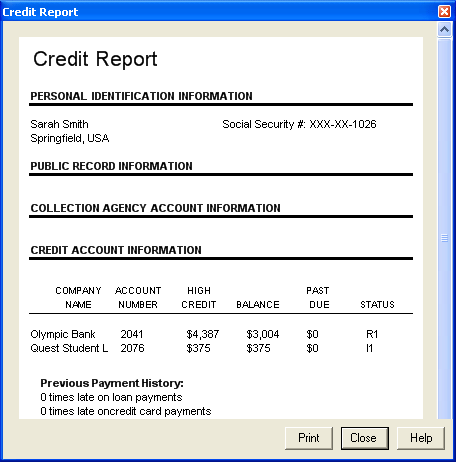 Credit Report
Credit Report
PERSONAL IDENTIFICATION INFORMATION
Sarah Smith Social Security #: XXX-XX-1026
Springfield, USA
PUBLIC RECORD INFORMATION
COLLECTION AGENCY ACCOUNT INFORMATION
CREDIT ACCOUNT INFORMATION
COMPANY ACCOUNT HIGH PAST
NAME NUMBER CREDIT BALANCE DUE STATUS
Olympic Bank 2041 $4,387 $3,004 $0 R1
Quest Student L 2076 $375 $375 $0 I1
Previous Payment History:
0 times late on loan payments
0 times late oncredit card payments
Print Close Help